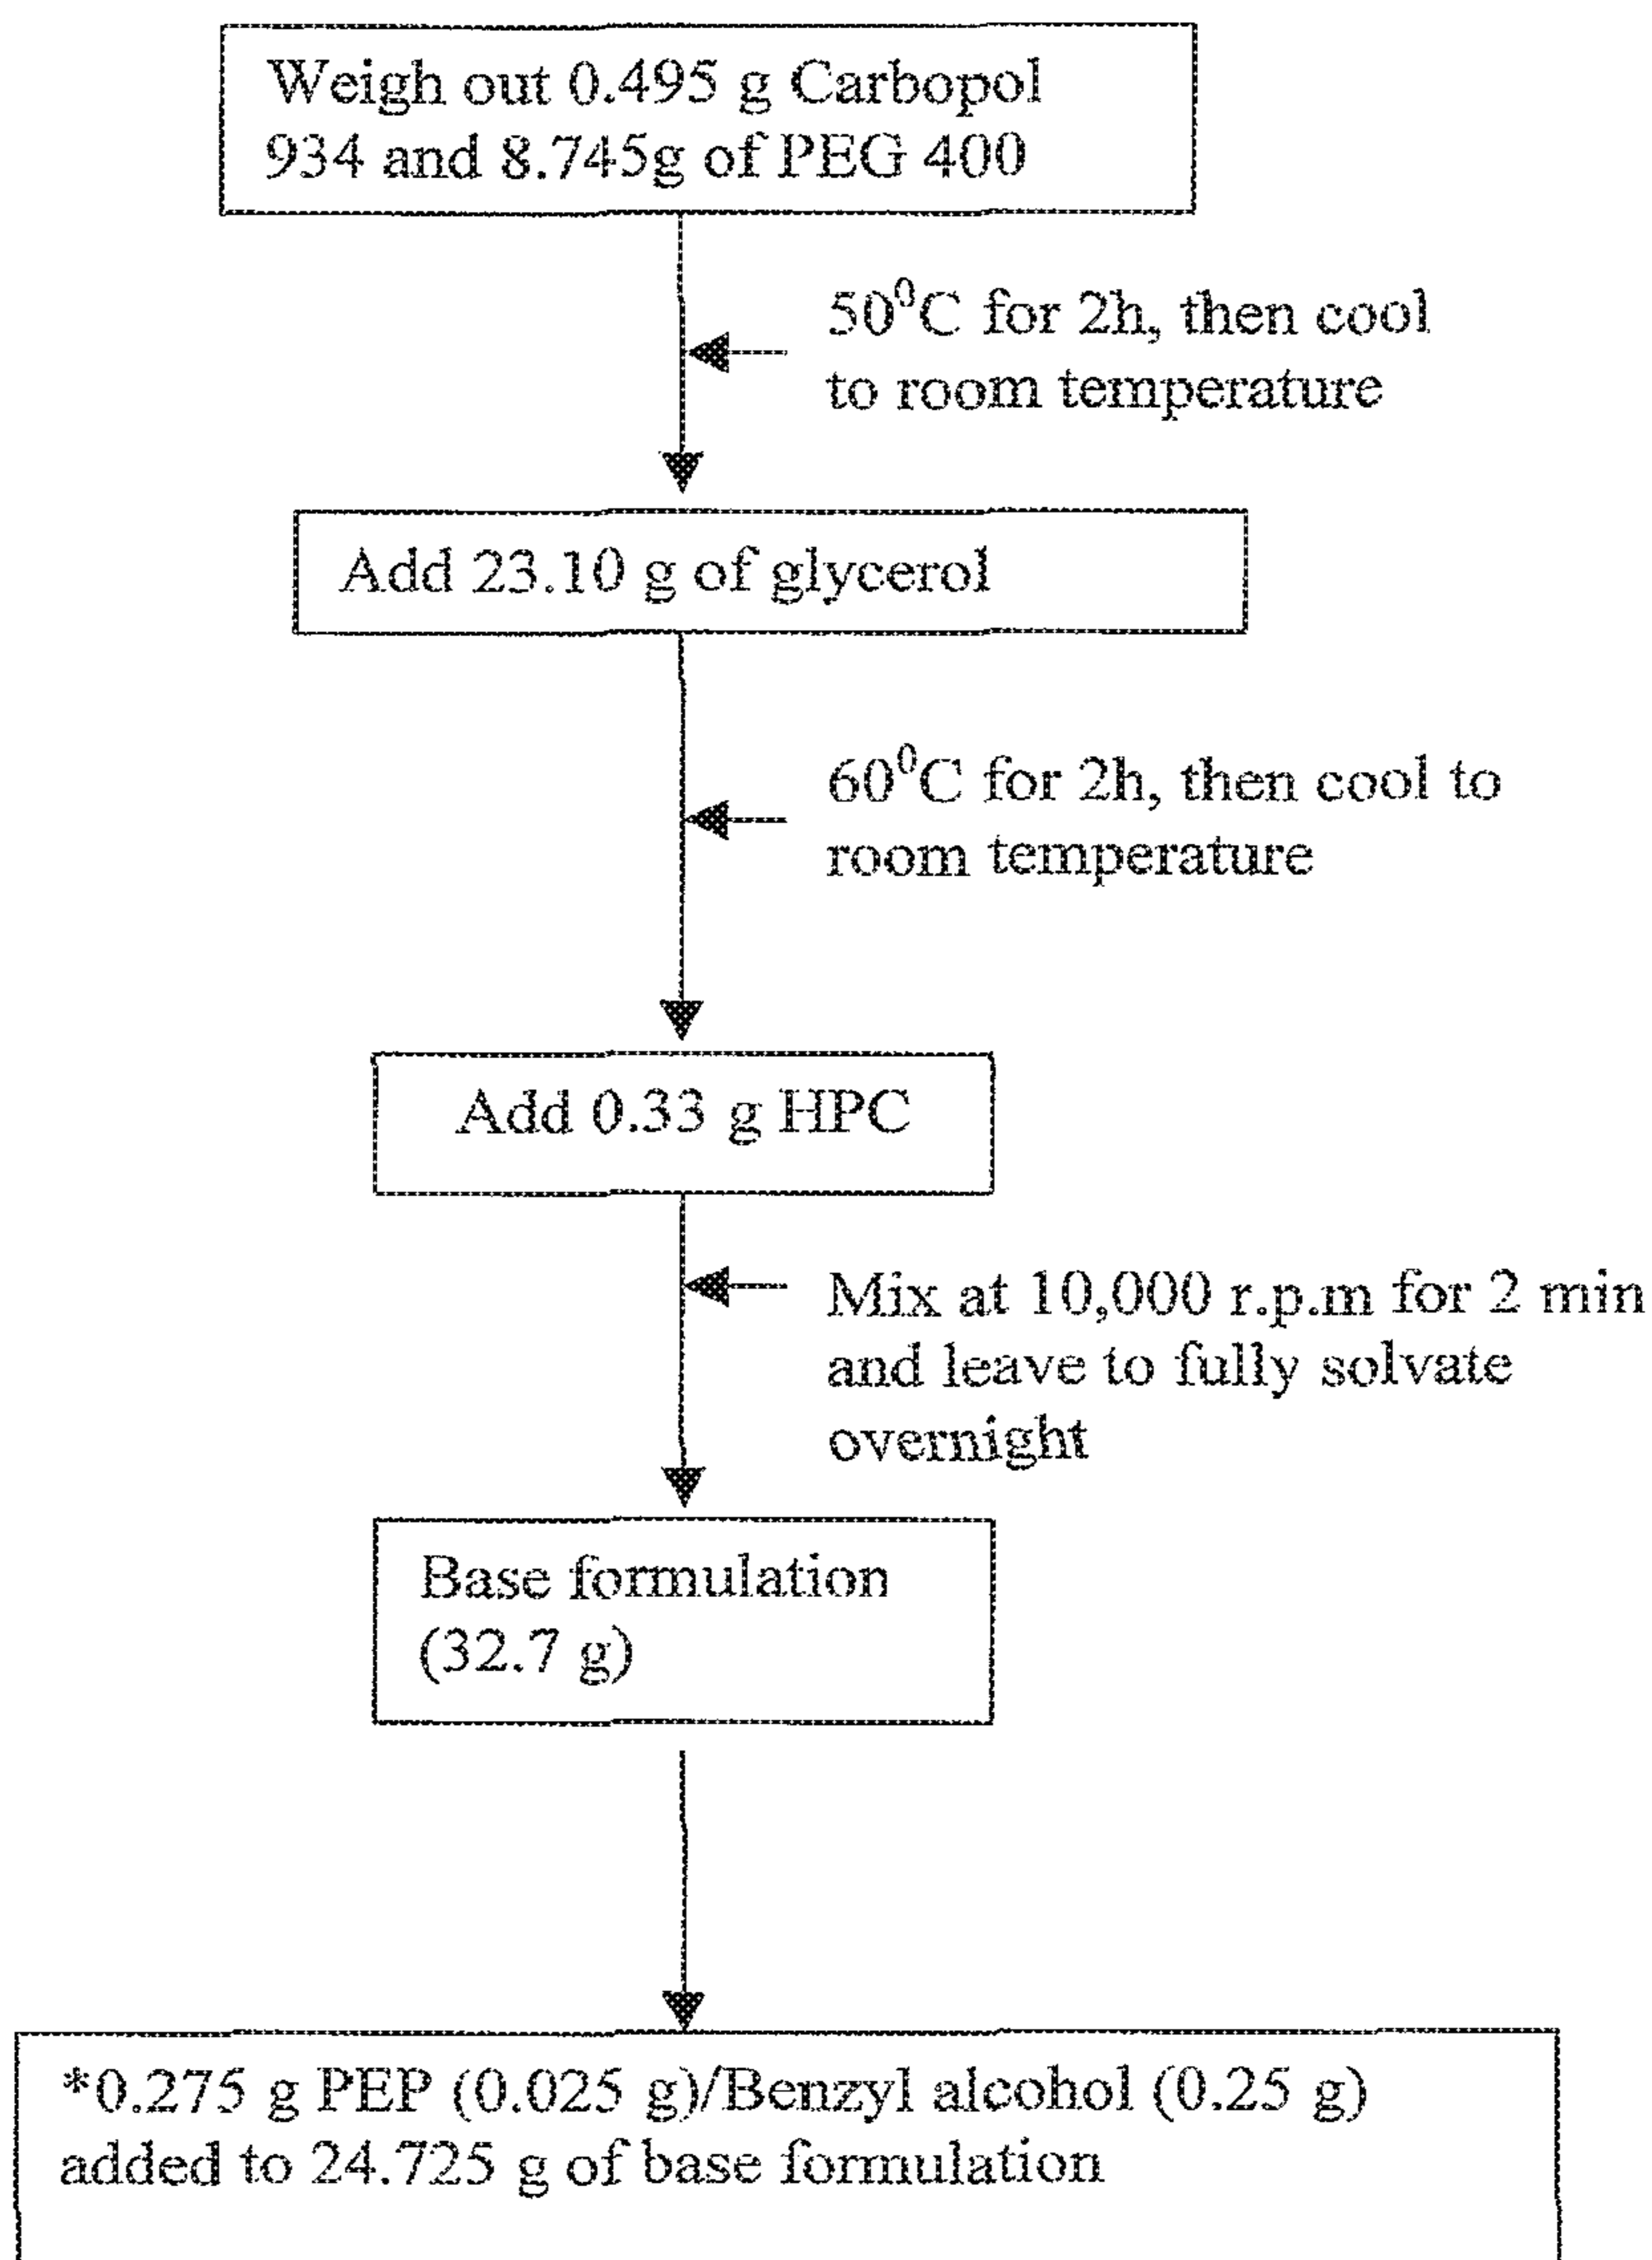 Weigh out 0.495 g Carbopol
934 and 8.745g of PEG 400
50⁰C for 2h, then cool
to room temperature
Add 23.10 g of glycerol
60⁰C for 2h, then cool to
room temperature
Add 0.33 g HPC
Mix at 10,000 r.p.m for 2 min
and leave to fully solvate
overnight
Base formulation
(32.7 g)
*0.275 g PEP (0.025 g)/Benzyl alcohol (0.25 g)
added to 24.725 g of base formulation